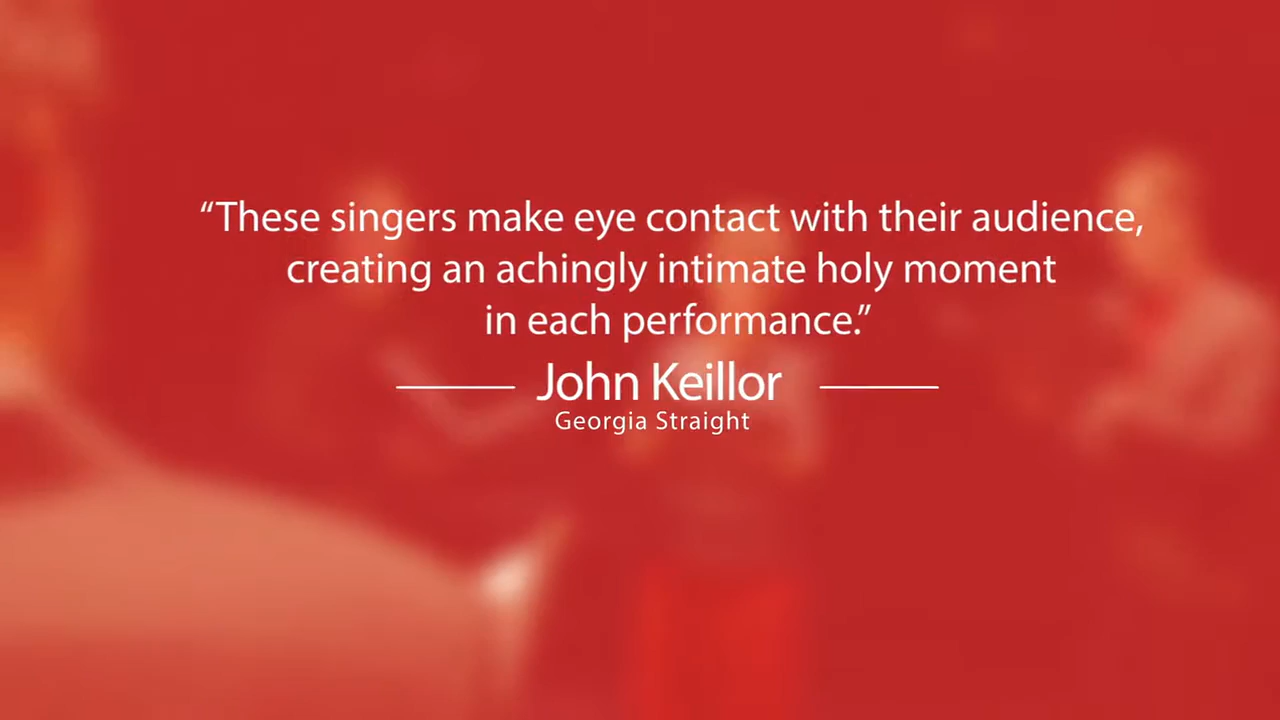 “These singers make eye contact with their audience,
creating an achingly intimate holy moment
in each performance.”
John Keillor
Georgia Straight